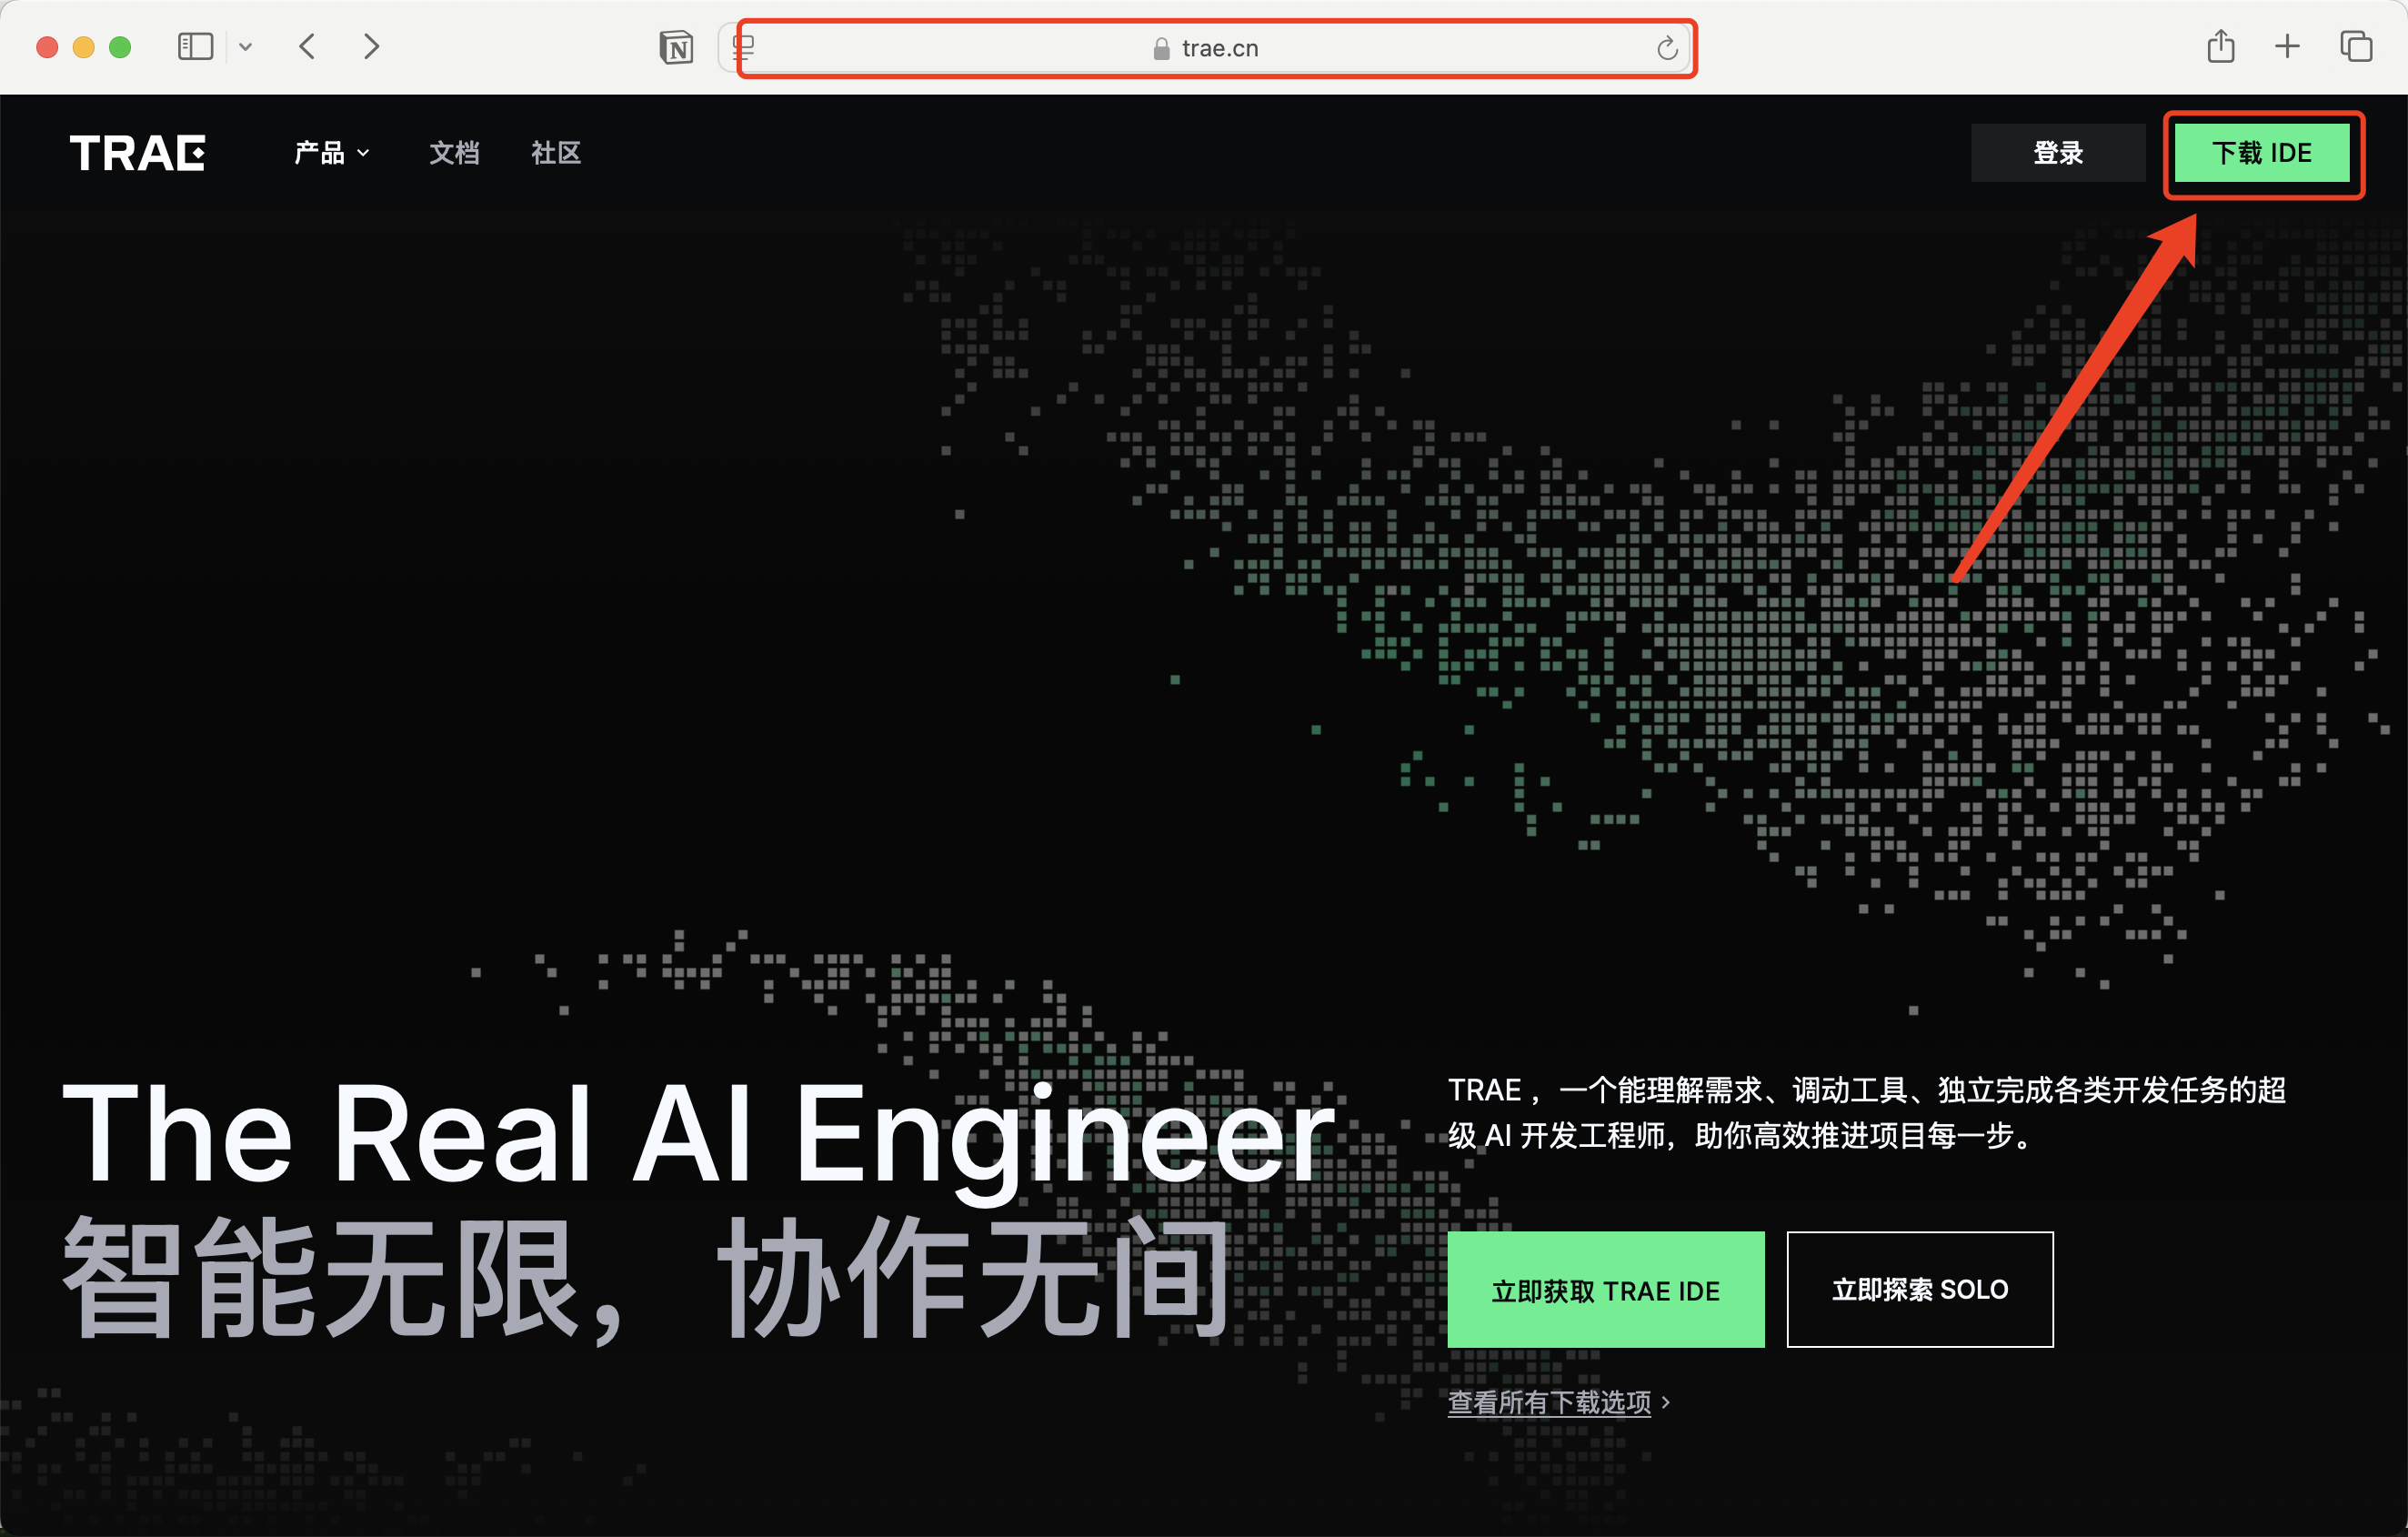 trae.cn
TRAE
产品
文档
社区
登录
下载 IDE
The Real AI Engineer
智能无限，协作无间
TRAE ，一个能理解需求、调动工具、独立完成各类开发任务的超
级 AI 开发工程师，助你高效推进项目每一步。
立即获取 TRAE IDE
立即探索 SOLO
查看所有下载选项